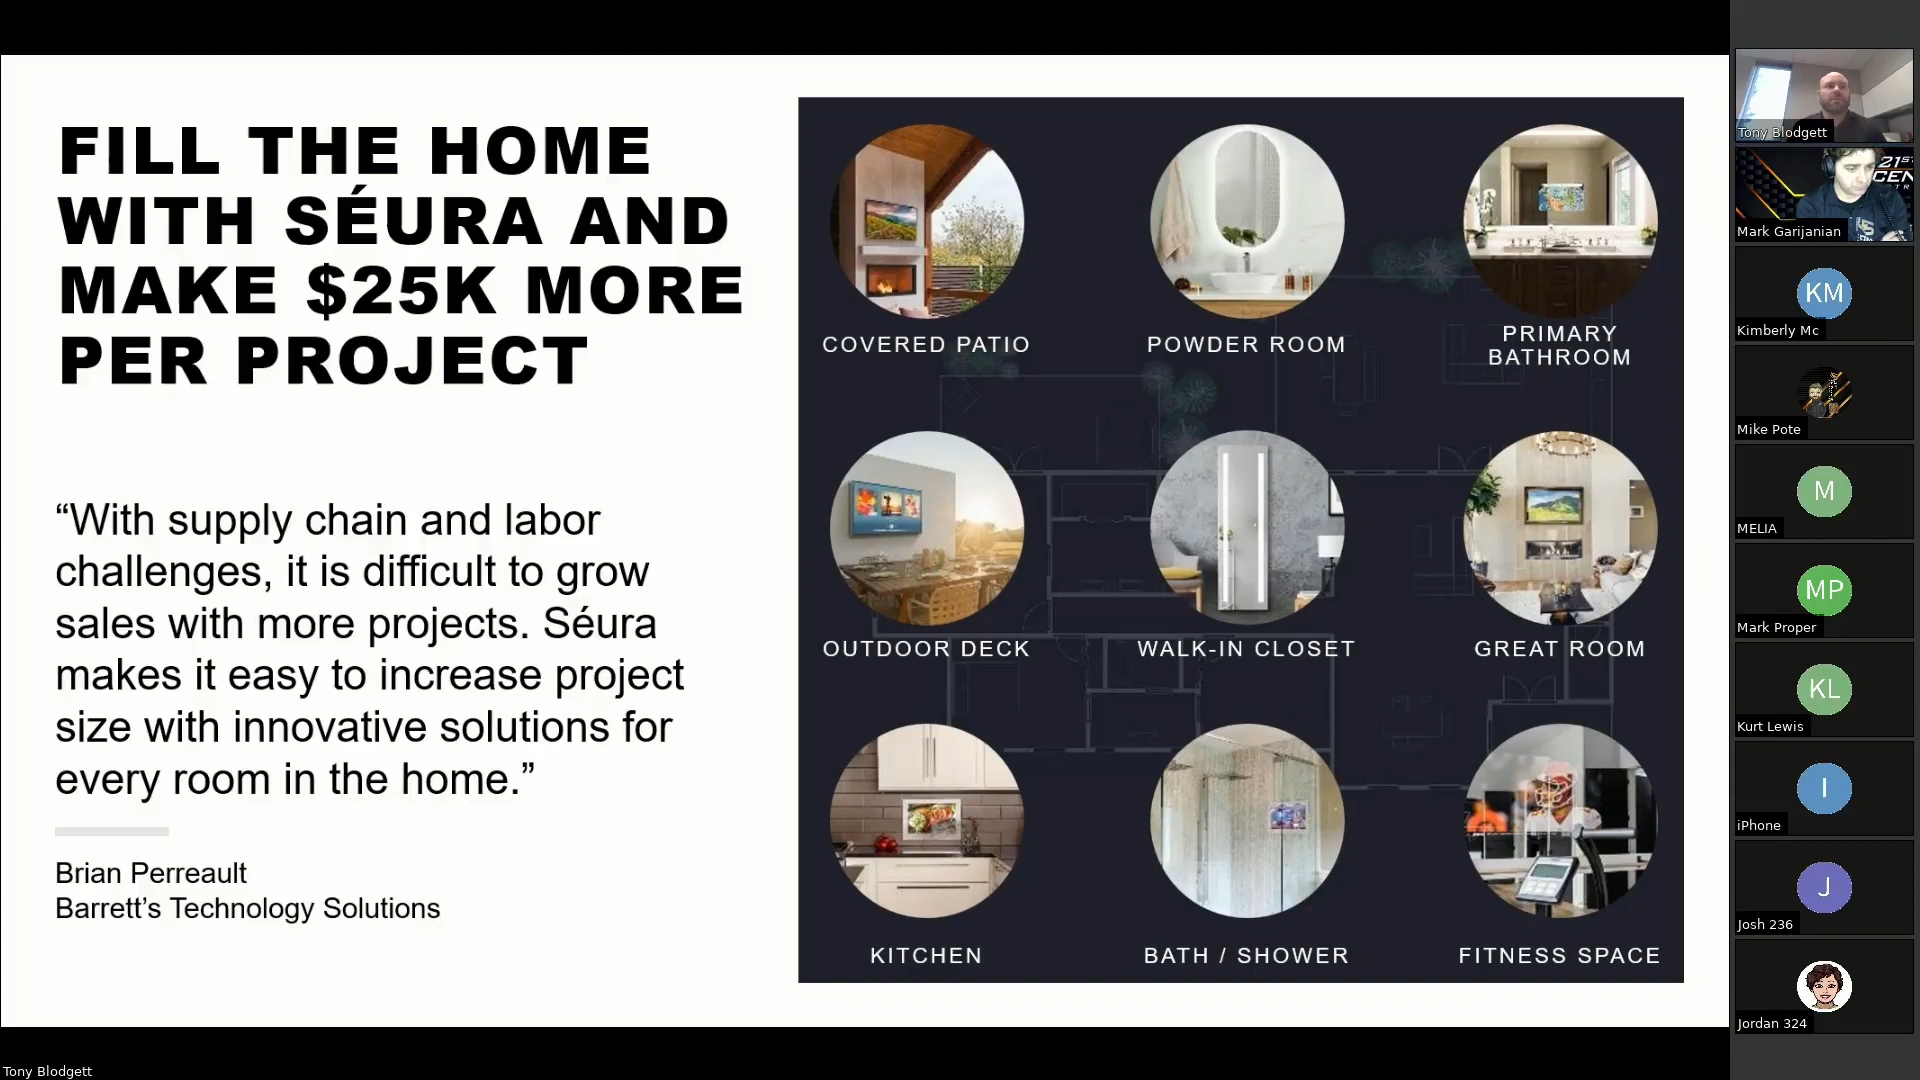 FILL THE HOME
WITH SÉURA AND
MAKE $25K MORE
PER PROJECT
“With supply chain and labor
challenges, it is difficult to grow
sales with more projects. Séura
makes it easy to increase project
size with innovative solutions for
every room in the home.”
Brian Perreault
Barrett’s Technology Solutions
COVERED PATIO
POWDER ROOM
PRIMARY
BATHROOM
OUTDOOR DECK
WALK-IN CLOSET
GREAT ROOM
KITCHEN
BATH / SHOWER
FITNESS SPACE
Tony Blodgett
21ST
CEN
Mark Garijanian
KM
Kimberly Mc
Mike Pote
M
MELIA
MP
Mark Proper
KL
Kurt Lewis
I
iPhone
J
Josh 236
Jordan 324
Tony Blodgett